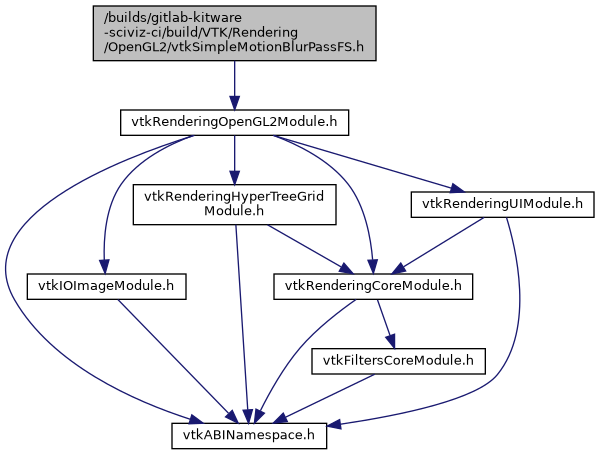 /builds/gitlab-kitware
-sciviz-ci/build/VTK/Rendering
/OpenGL2/vtkSimpleMotionBlurPassFS.h
vtkRenderingOpenGL2Module.h
vtkRenderingHyperTreeGrid
Module.h
vtkRenderingUIModule.h
vtkIOImageModule.h
vtkRenderingCoreModule.h
vtkFiltersCoreModule.h
vtkABINamespace.h